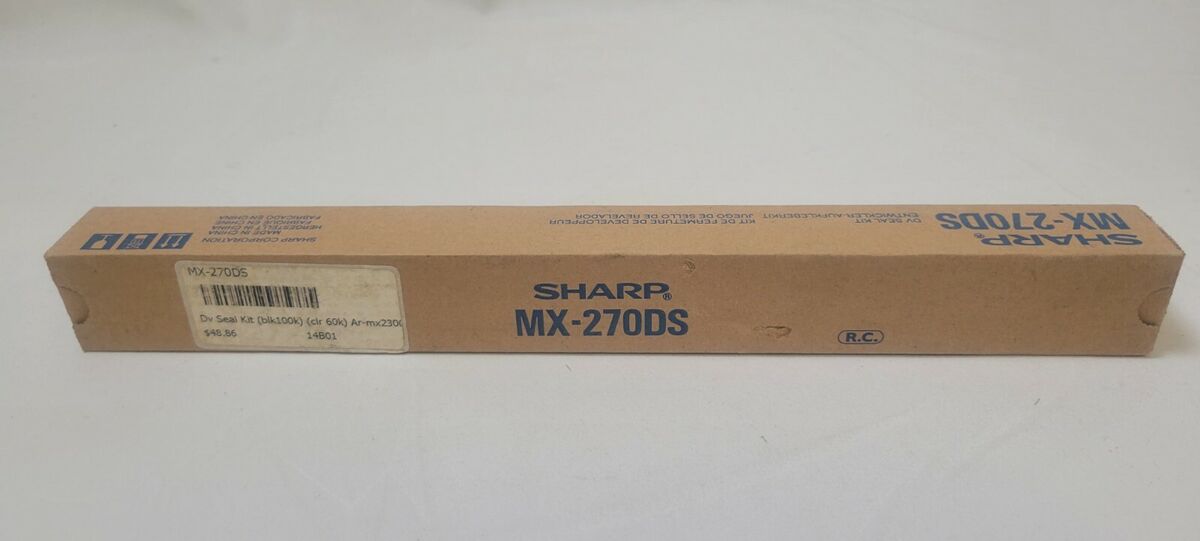 SHARP®
MX-270DS
DV SEAL KIT
ENTWICKLER-AUFKLEBERKIT
KIT DE FERMETURE DE DEVELOPPEUR
JUEGO DE SELLO DE REVELADOR
SHARP CORPORATION
MADE IN CHINA
HERGESTELLT IN CHINA
FABRIQUE EN CHINE
FABRICADO EN CHINA
MX-270DS
Dv Seal Kit (blk100k) (clr 60k) Ar-mx230
$48.86 14B01
SHARP®
MX-270DS
R.C.